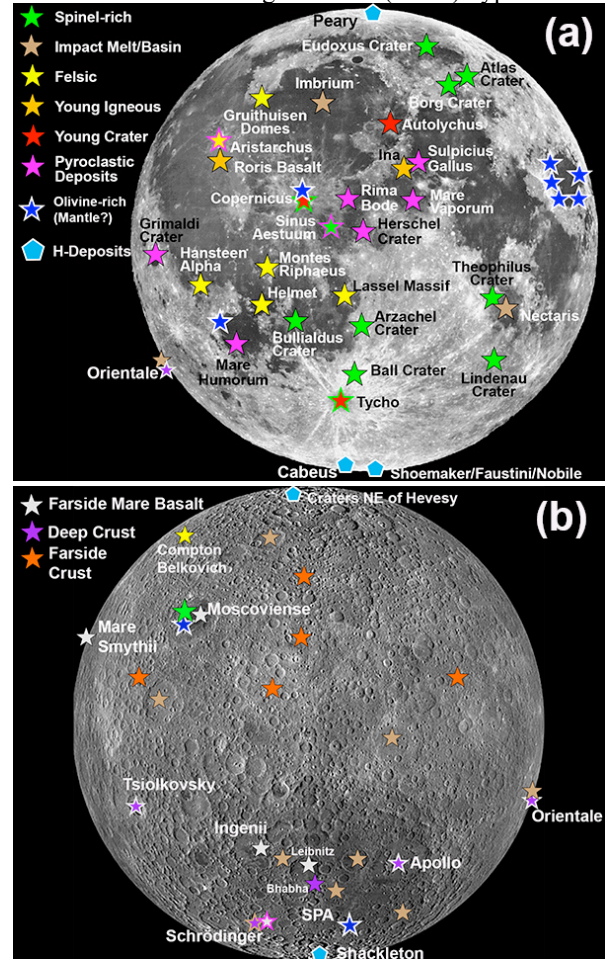 (a)
Spinel-rich
Impact Melt/Basin
Felsic
Young Igneous
Young Crater
Pyroclastic
Deposits
Olivine-rich
(Mantle?)
H-Deposits
Peary
Eudoxus Crater
Atlas
Crater
Borg Crater
Imbrium
Gruithuisen
Domes
Autolychus
Aristarchus
Roris Basalt
Ina
Sulpicius
Gallus
Copernicus
Rima
Bode
Mare
Vaporum
Sinus
Aestuum
Herschel
Crater
Grimaldi
Crater
Hansteen
Alpha
Montes
Riphaeus
Helmet
Lassel Massif
Theophilus
Crater
Nectaris
Bullialdus
Crater
Arzachel
Crater
Mare
Humorum
Orientale
Ball Crater
Lindenau
Crater
Tycho
Cabeus
Shoemaker/Faustini/Nobile
(b)
Farside Mare Basalt
Deep Crust
Farside
Crust
Craters NE of Hevesy
Compton
Belkovich
Moscoviense
Mare
Smythii
Tsiolkovsky
Orientale
Ingenii
Leibnitz
Apollo
Bhabha
SPA
Schrödinger
Shackleton